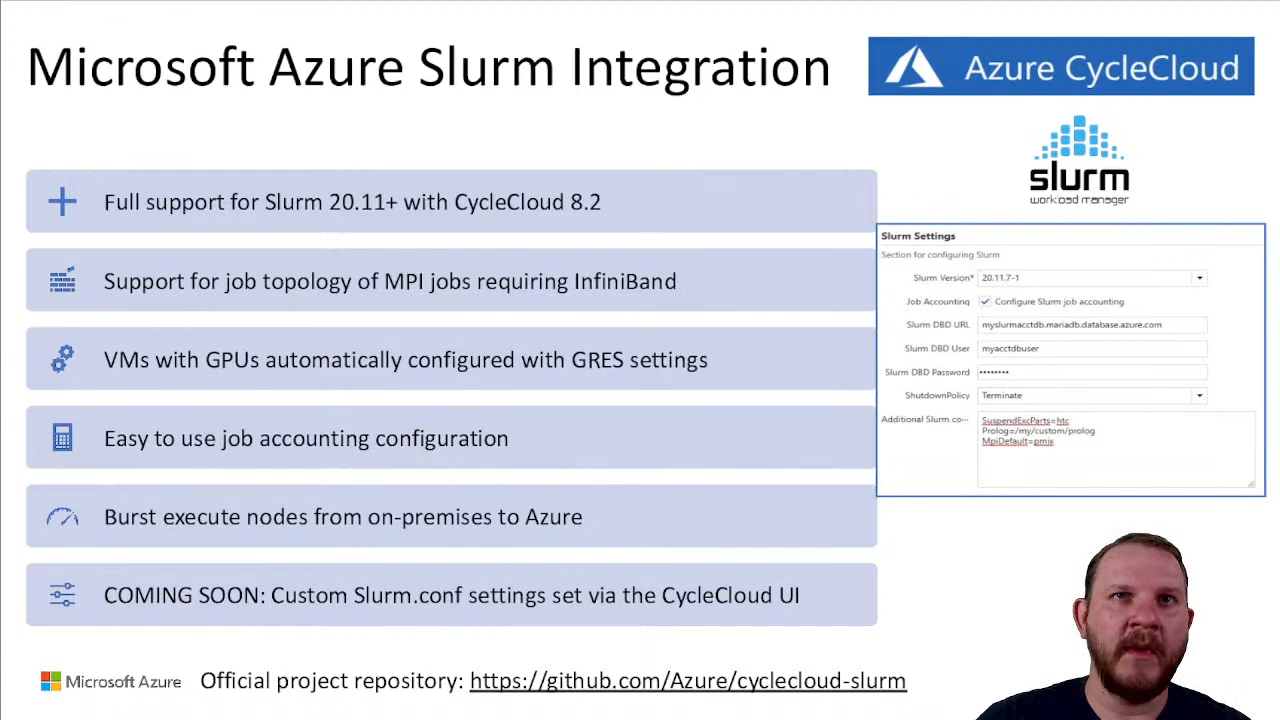 Microsoft Azure Slurm Integration
Azure CycleCloud
slurm
workload manager
Full support for Slurm 20.11+ with CycleCloud 8.2
Support for job topology of MPI jobs requiring InfiniBand
VMs with GPUs automatically configured with GRES settings
Easy to use job accounting configuration
Burst execute nodes from on-premises to Azure
COMING SOON: Custom Slurm.conf settings set via the CycleCloud UI
Slurm Settings
Section for configuring Slurm
Slurm Version* 20.11.7-1
Job Accounting Configure Slurm job accounting
Slurm DBD URL myslurmacctdb.mariadb.database.azure.com
Slurm DBD User myacctdbuser
Slurm DBD Password ••••••••
ShutdownPolicy Terminate
Additional Slurm co--- SuspendExcParts=htc
Prolog=/my/custom/prolog
MpiDefault=pmix
Microsoft Azure Official project repository: https://github.com/Azure/cyclecloud-slurm